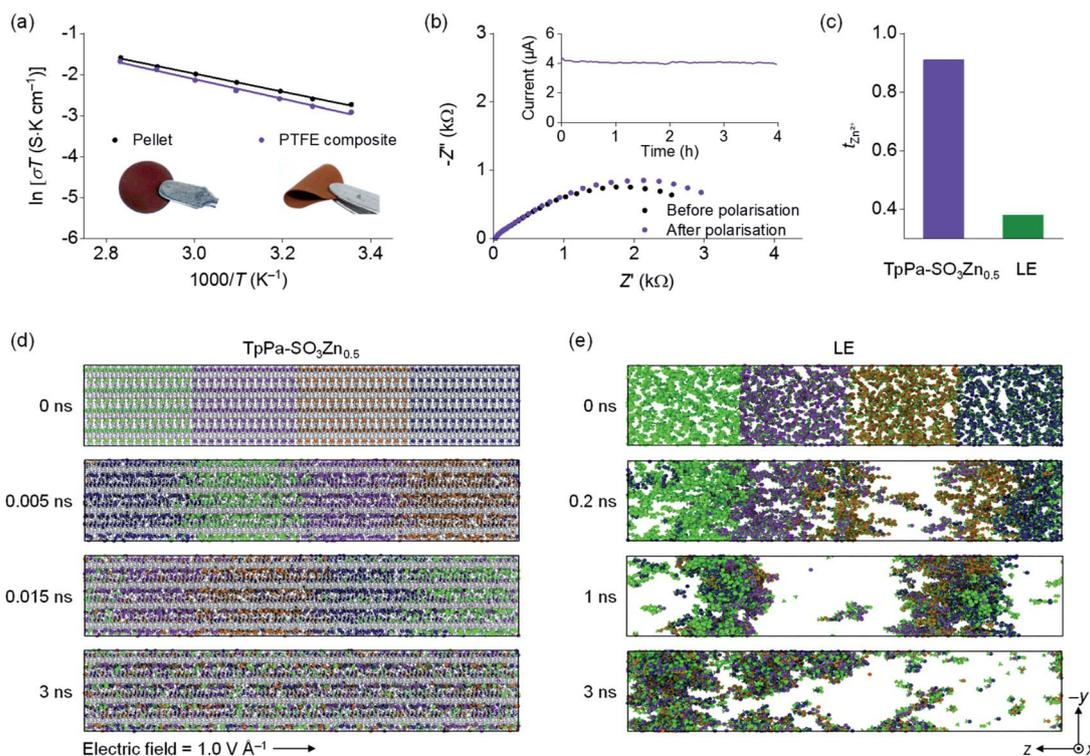 (a)
-1
-2
-3
-4
-5
-6
ln [σT (S·K cm⁻¹)]
Pellet
PTFE composite
2.8 3.0 3.2 3.4
1000/T (K⁻¹)
(b)
3
2
1
0
-Z″ (kΩ)
6
4
2
0
Current (μA)
0 1 2 3 4
Time (h)
Before polarisation
After polarisation
0 1 2 3 4
Z′ (kΩ)
(c)
1.0
0.8
0.6
0.4
t_Zn²⁺
TpPa-SO₃Zn₀.₅ LE
(d)
TpPa-SO₃Zn₀.₅
0 ns
0.005 ns
0.015 ns
3 ns
Electric field = 1.0 V Å⁻¹
(e)
LE
0 ns
0.2 ns
1 ns
3 ns
–y
z
x